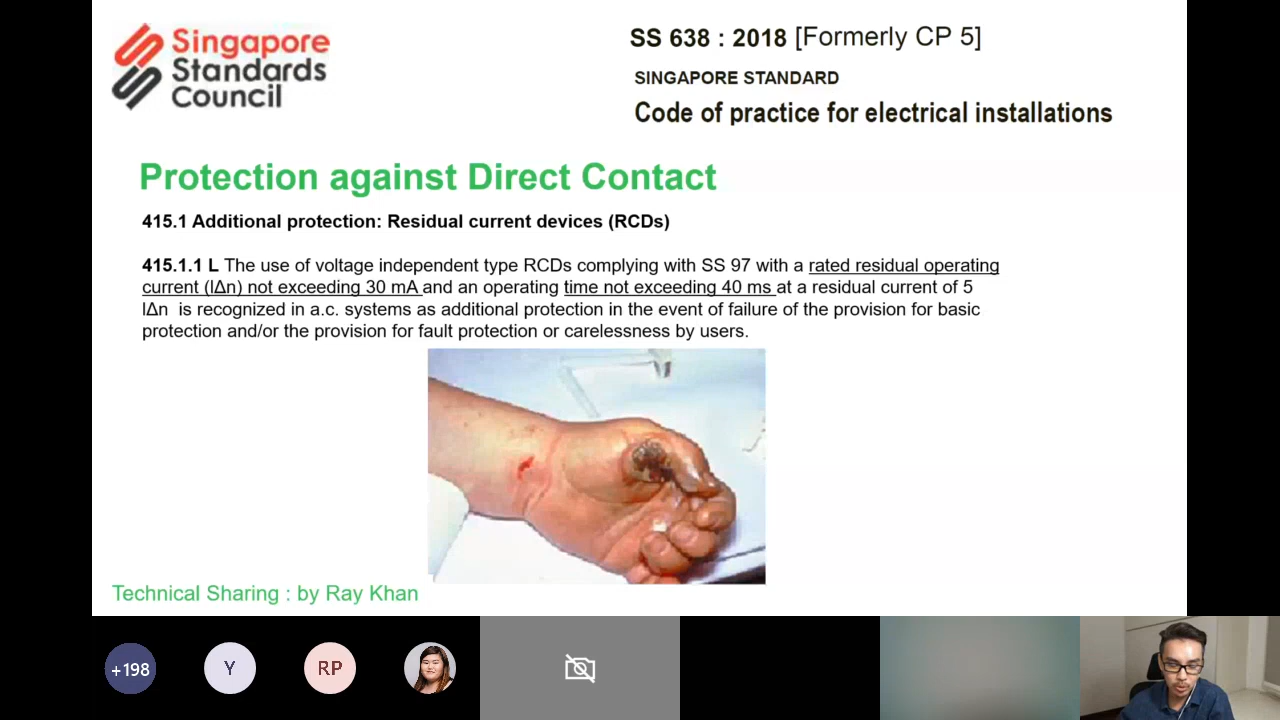 Singapore
Standards
Council
SS 638 : 2018 [Formerly CP 5]
SINGAPORE STANDARD
Code of practice for electrical installations
Protection against Direct Contact
415.1 Additional protection: Residual current devices (RCDs)
415.1.1 L The use of voltage independent type RCDs complying with SS 97 with a rated residual operating
current (IΔn) not exceeding 30 mA and an operating time not exceeding 40 ms at a residual current of 5
IΔn is recognized in a.c. systems as additional protection in the event of failure of the provision for basic
protection and/or the provision for fault protection or carelessness by users.
Technical Sharing : by Ray Khan
+198
Y
RP